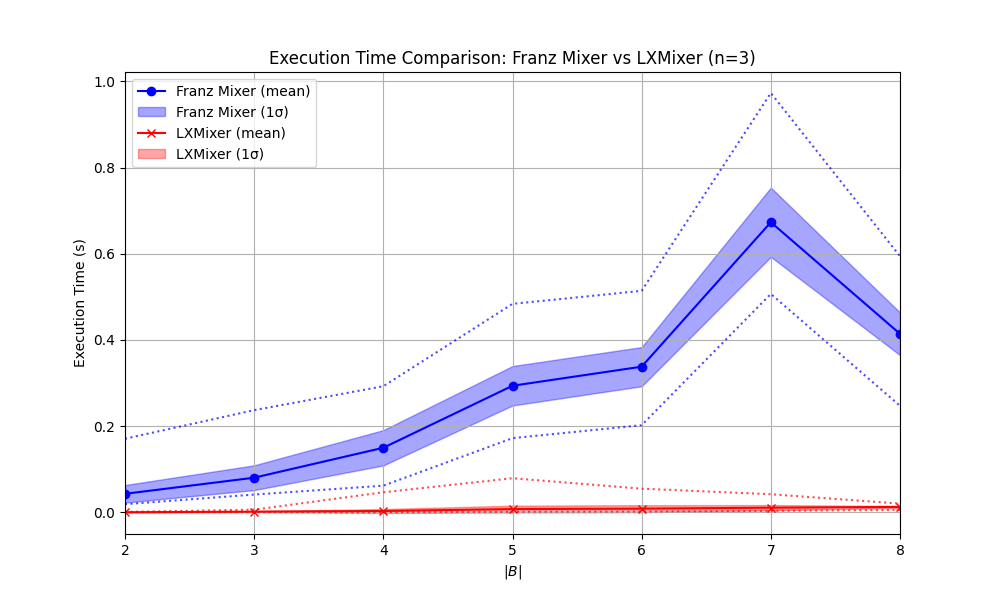 Execution Time Comparison: Franz Mixer vs LXMixer (n=3)
Franz Mixer (mean)
Franz Mixer (1σ)
LXMixer (mean)
LXMixer (1σ)
Execution Time (s)
1.0
0.8
0.6
0.4
0.2
0.0
2 3 4 5 6 7 8
|B|